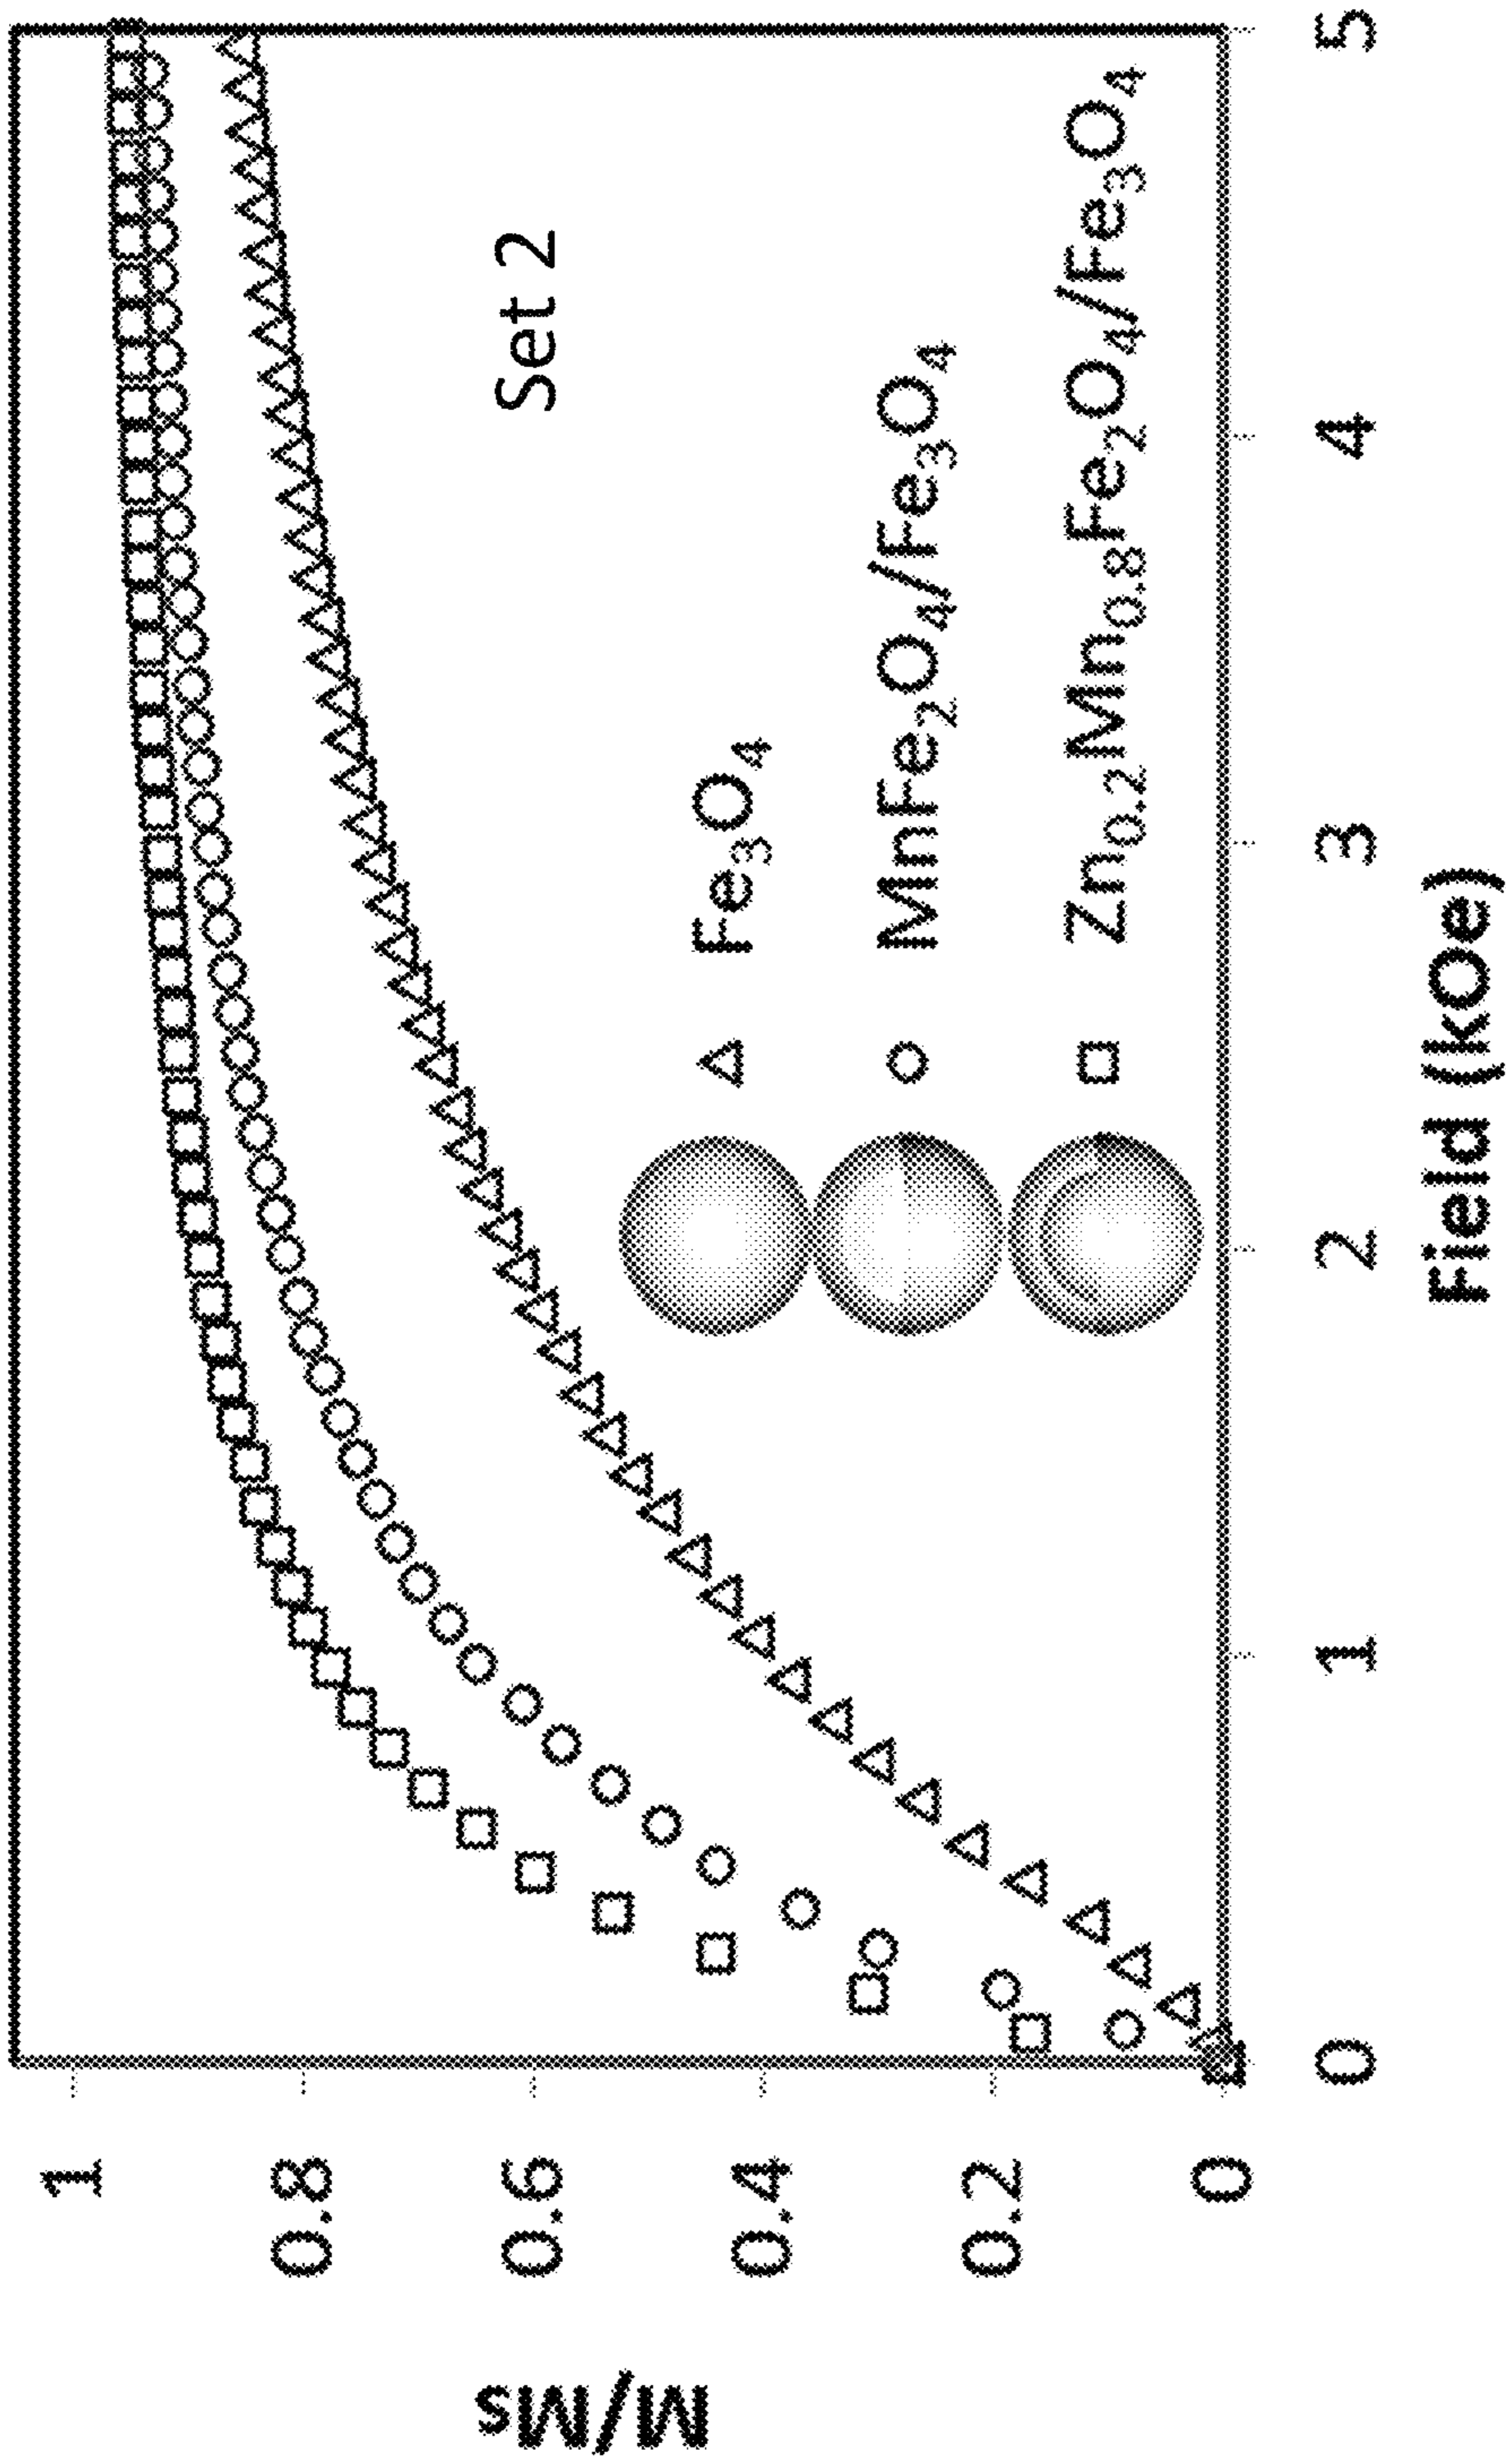 M/Ms
1
0.8
0.6
0.4
0.2
0
Set 2
Fe₃O₄
MnFe₂O₄/Fe₃O₄
Zn₀.₂Mn₀.₈Fe₂O₄/Fe₃O₄
0 1 2 3 4 5
Field (kOe)